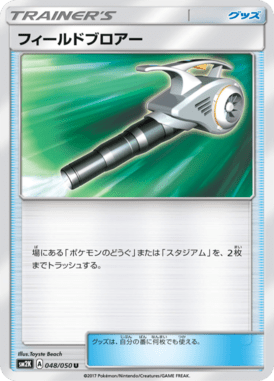 TRAINER'S グッズ
フィールドブロアー
場にある「ポケモンのどうぐ」または「スタジアム」を、2枚
までトラッシュする。
Illus.Toyste Beach
SM2K A 048/050 U
グッズは、自分の番に何枚でも使える。
©2017 Pokémon/Nintendo/Creatures/GAME FREAK.